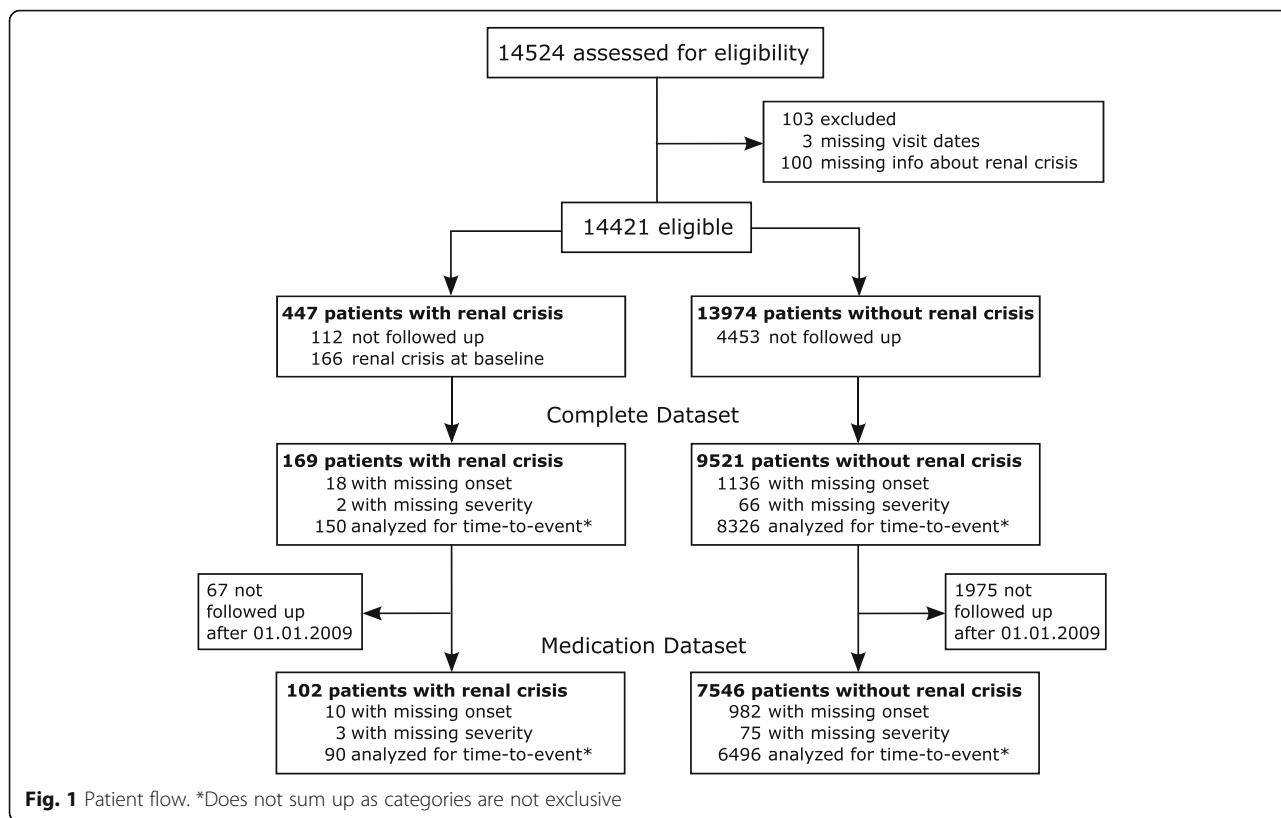 14524 assessed for eligibility
103 excluded
3 missing visit dates
100 missing info about renal crisis
14421 eligible
447 patients with renal crisis
112 not followed up
166 renal crisis at baseline
13974 patients without renal crisis
4453 not followed up
Complete Dataset
169 patients with renal crisis
18 with missing onset
2 with missing severity
150 analyzed for time-to-event*
9521 patients without renal crisis
1136 with missing onset
66 with missing severity
8326 analyzed for time-to-event*
67 not
followed up
after 01.01.2009
1975 not
followed up
after 01.01.2009
Medication Dataset
102 patients with renal crisis
10 with missing onset
3 with missing severity
90 analyzed for time-to-event*
7546 patients without renal crisis
982 with missing onset
75 with missing severity
6496 analyzed for time-to-event*
Fig. 1 Patient flow. *Does not sum up as categories are not exclusive